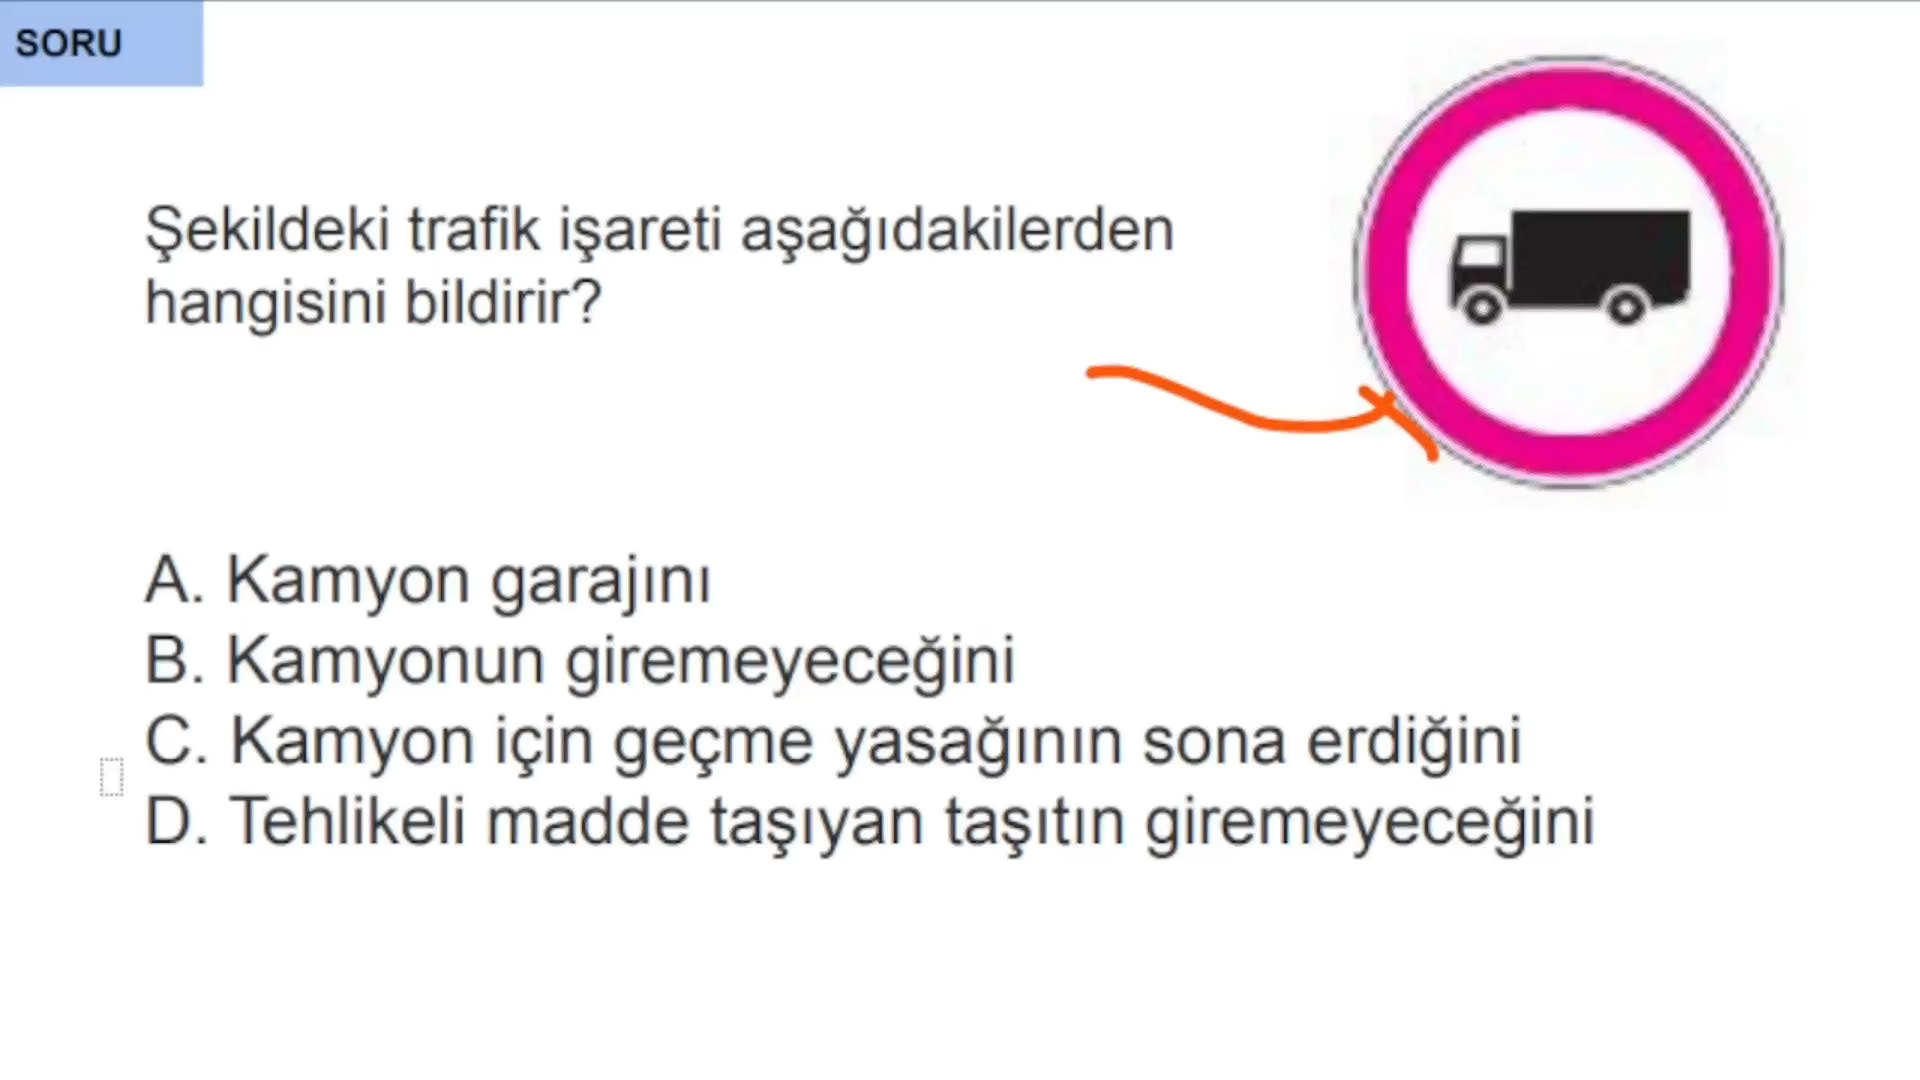 SORU
Şekildeki trafik işareti aşağıdakilerden
hangisini bildirir?
A. Kamyon garajını
B. Kamyonun giremeyeceğini
C. Kamyon için geçme yasağının sona erdiğini
D. Tehlikeli madde taşıyan taşıtın giremeyeceğini